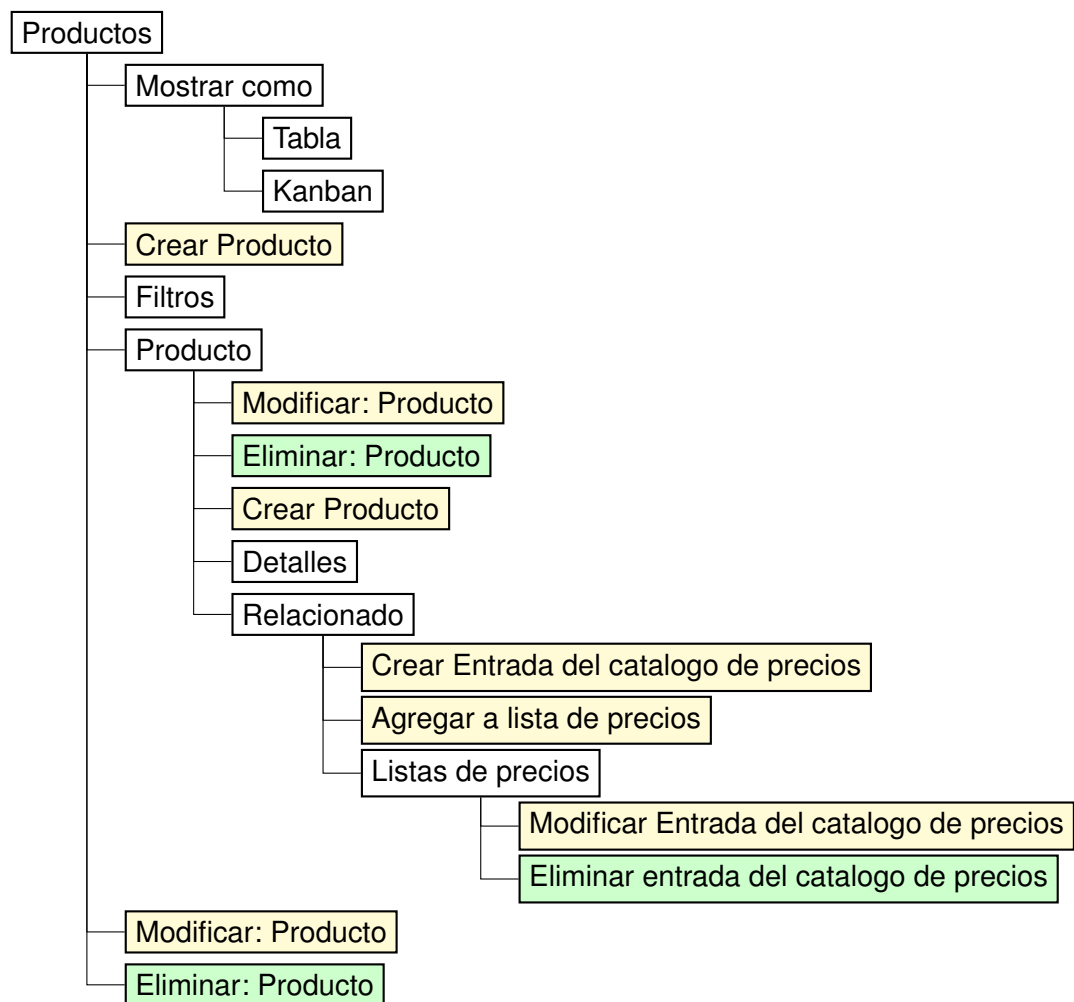 Productos
Mostrar como
Tabla
Kanban
Crear Producto
Filtros
Producto
Modificar: Producto
Eliminar: Producto
Crear Producto
Detalles
Relacionado
Crear Entrada del catalogo de precios
Agregar a lista de precios
Listas de precios
Modificar Entrada del catalogo de precios
Eliminar entrada del catalogo de precios
Modificar: Producto
Eliminar: Producto